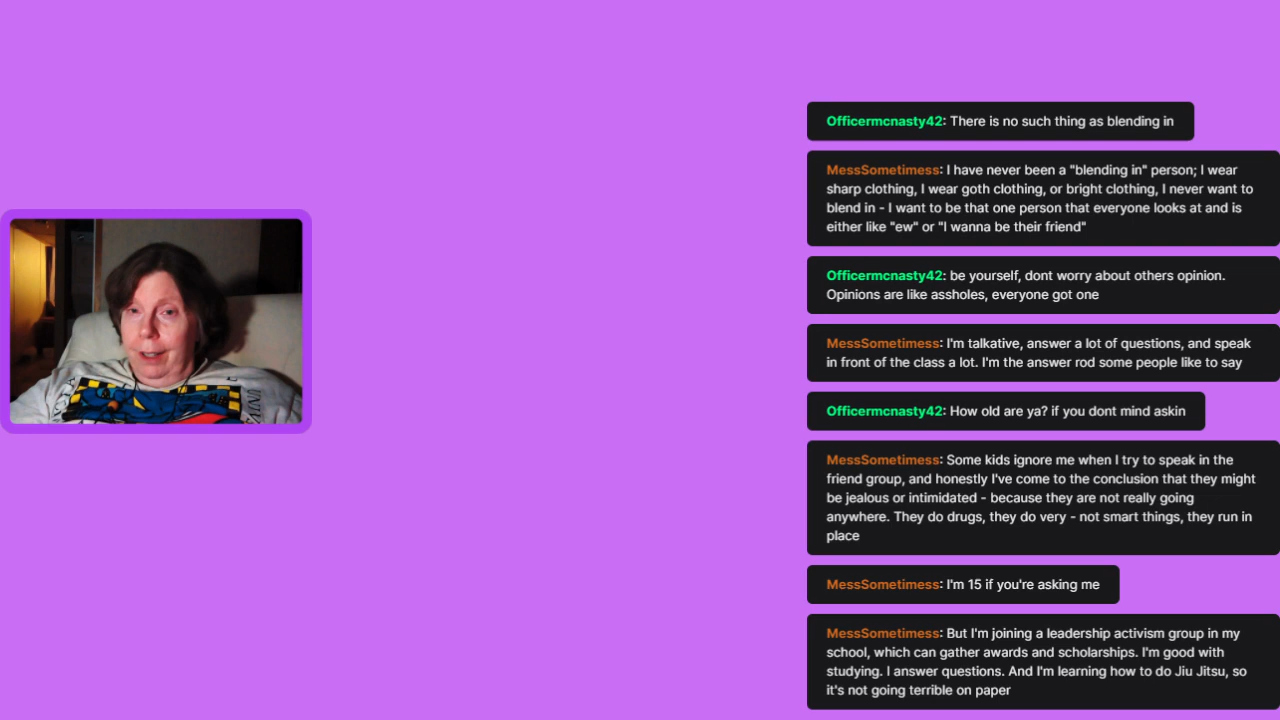 Officermcnasty42: There is no such thing as blending in
MessSometimess: I have never been a "blending in" person; I wear
sharp clothing, I wear goth clothing, or bright clothing, I never want to
blend in - I want to be that one person that everyone looks at and is
either like "ew" or "I wanna be their friend"
Officermcnasty42: be yourself, dont worry about others opinion.
Opinions are like assholes, everyone got one
MessSometimess: I'm talkative, answer a lot of questions, and speak
in front of the class a lot. I'm the answer rod some people like to say
Officermcnasty42: How old are ya? if you dont mind askin
MessSometimess: Some kids ignore me when I try to speak in the
friend group, and honestly I've come to the conclusion that they might
be jealous or intimidated - because they are not really going
anywhere. They do drugs, they do very - not smart things, they run in
place
MessSometimess: I'm 15 if you're asking me
MessSometimess: But I'm joining a leadership activism group in my
school, which can gather awards and scholarships. I'm good with
studying. I answer questions. And I'm learning how to do Jiu Jitsu, so
it's not going terrible on paper